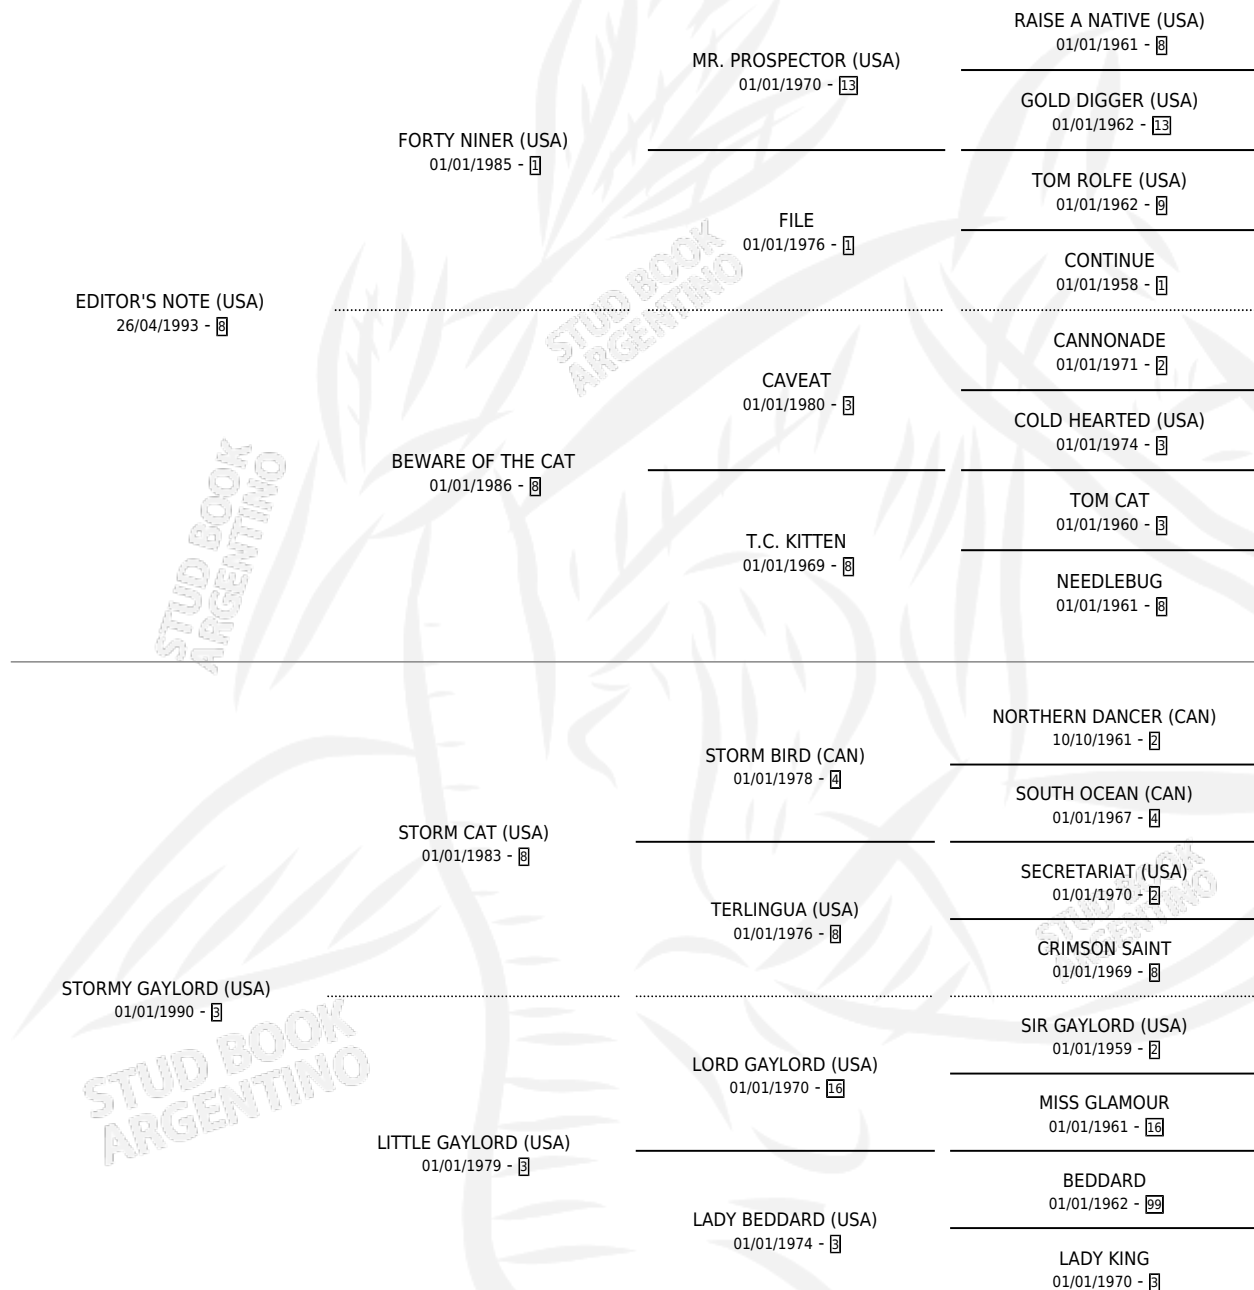 RAISE A NATIVE (USA)
01/01/1961 - 8
MR. PROSPECTOR (USA)
01/01/1970 - 13
GOLD DIGGER (USA)
01/01/1962 - 13
FORTY NINER (USA)
01/01/1985 - 1
TOM ROLFE (USA)
01/01/1962 - 9
FILE
01/01/1976 - 1
CONTINUE
01/01/1958 - 1
EDITOR'S NOTE (USA)
26/04/1993 - 8
CANNONADE
01/01/1971 - 2
CAVEAT
01/01/1980 - 3
COLD HEARTED (USA)
01/01/1974 - 3
BEWARE OF THE CAT
01/01/1986 - 8
TOM CAT
01/01/1960 - 3
T.C. KITTEN
01/01/1969 - 8
NEEDLEBUG
01/01/1961 - 8
NORTHERN DANCER (CAN)
10/10/1961 - 2
STORM BIRD (CAN)
01/01/1978 - 4
SOUTH OCEAN (CAN)
01/01/1967 - 4
STORM CAT (USA)
01/01/1983 - 8
SECRETARIAT (USA)
01/01/1970 - 2
TERLINGUA (USA)
01/01/1976 - 8
CRIMSON SAINT
01/01/1969 - 8
STORMY GAYLORD (USA)
01/01/1990 - 3
SIR GAYLORD (USA)
01/01/1959 - 2
LORD GAYLORD (USA)
01/01/1970 - 16
MISS GLAMOUR
01/01/1961 - 16
LITTLE GAYLORD (USA)
01/01/1979 - 3
BEDDARD
01/01/1962 - 99
LADY BEDDARD (USA)
01/01/1974 - 3
LADY KING
01/01/1970 - 3
STUD BOOK
ARGENTINO
STUD BOOK
ARGENTINO
STUD BOOK
ARGENTINO
STUD BOOK
ARGENTINO